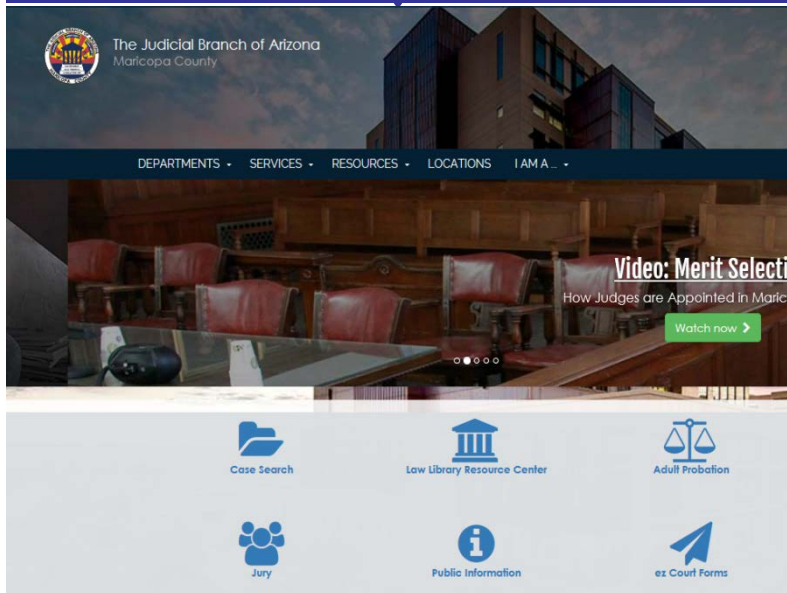 The Judicial Branch of Arizona
Maricopa County
DEPARTMENTS SERVICES RESOURCES LOCATIONS I AM A ...
Video: Merit Selecti
How Judges are Appointed in Maric
Watch now
Case Search
Law Library Resource Center
Adult Probation
Jury
Public Information
ez Court Forms